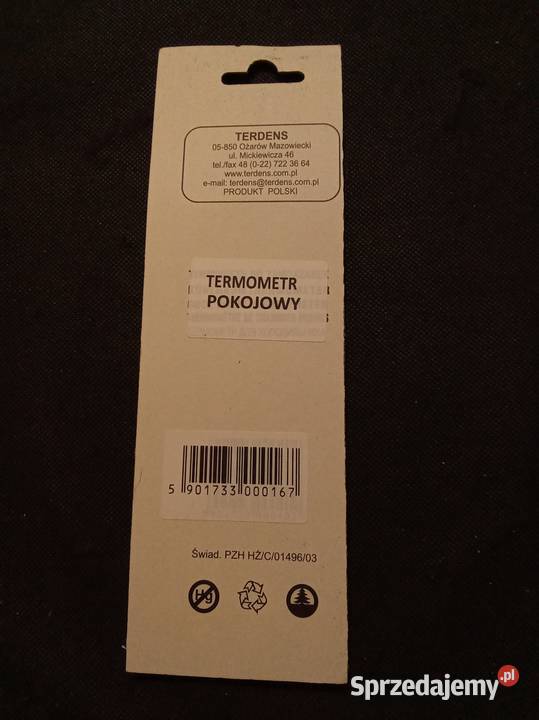 TERDENS
05-850 Ożarów Mazowiecki
ul. Mickiewicza 46
tel./fax 48 (0-22) 722 36 64
www.terdens.com.pl
e-mail: terdens@terdens.com.pl
PRODUKT POLSKI
TERMOMETR
POKOJOWY
5 901733 000167
Świad. PZH HŻ/C/01496/03
Hg
Sprzedajemy.pl